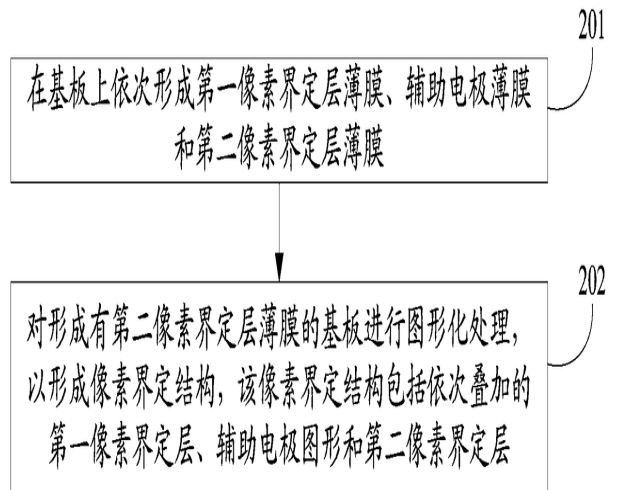 201
在基板上依次形成第一像素界定层薄膜、辅助电极薄膜
和第二像素界定层薄膜
202
对形成有第二像素界定层薄膜的基板进行图形化处理，
以形成像素界定结构，该像素界定结构包括依次叠加的
第一像素界定层、辅助电极图形和第二像素界定层